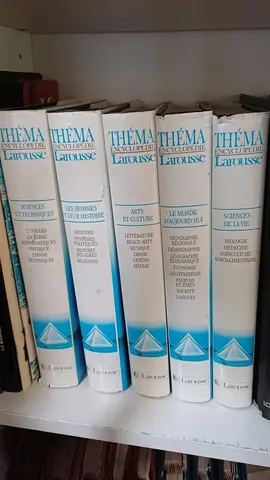 THÉMA
ENCYCLOPÉDIE
LAROUSSE
SCIENCES
ET TECHNIQUES
L'UNIVERS
LA TERRE
MATHÉMATIQUES
PHYSIQUE
CHIMIE
TECHNIQUES
LAROUSSE
THÉMA
ENCYCLOPÉDIE
LAROUSSE
LES HOMMES
ET LEUR HISTOIRE
HISTOIRE
SYSTÈMES
POLITIQUES
HISTOIRE
DES IDÉES
RELIGIONS
LAROUSSE
THÉMA
ENCYCLOPÉDIE
LAROUSSE
ARTS
ET CULTURE
LITTÉRATURE
BEAUX-ARTS
MUSIQUE
DANSE
CINÉMA
MÉDIAS
LAROUSSE
THÉMA
ENCYCLOPÉDIE
LAROUSSE
LE MONDE
D'AUJOURD'HUI
GÉOGRAPHIE
RÉGIONALE
DÉMOGRAPHIE
GÉOGRAPHIE
ÉCONOMIQUE
ÉCONOMIE
GÉOSTRATÉGIE
PEUPLES
ET ÉTATS
SOCIÉTÉ
LANGUES
LAROUSSE
THÉMA
ENCYCLOPÉDIE
LAROUSSE
SCIENCES
DE LA VIE
BIOLOGIE
MÉDECINE
AGRICULTURE
AGROALIMENTAIRE
LAROUSSE